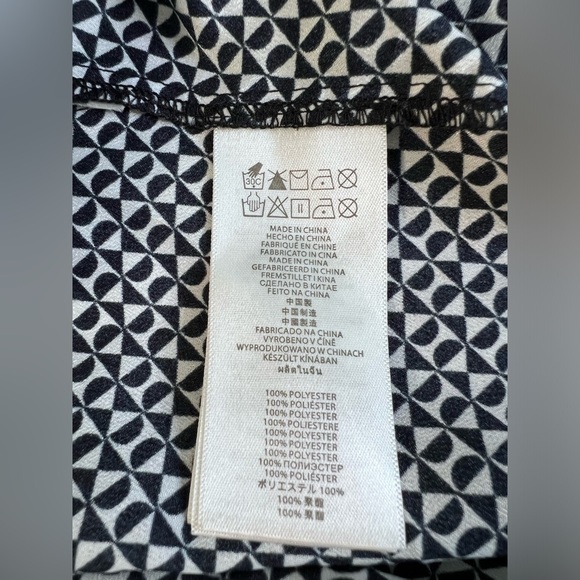 30C
MADE IN CHINA
HECHO EN CHINA
FABRIQUÉ EN CHINE
FABBRICATO IN CINA
MADE IN CHINA
GEFABRICEERD IN CHINA
FREMSTILLET I KINA
СДЕЛАНО В КИТАЕ
FEITO NA CHINA
中国製
中国制造
中國製造
FABRICADO NA CHINA
VYROBENO V ČÍNĚ
WYPRODUKOWANO W CHINACH
KÉSZÜLT KÍNÁBAN
ผลิตในจีน
100% POLYESTER
100% POLIÉSTER
100% POLYESTER
100% POLIESTERE
100% POLYESTER
100% POLYESTER
100% POLYESTER
100% ПОЛИЭСТЕР
100% POLIÉSTER
ポリエステル 100%
100% 聚酯
100% 聚酯